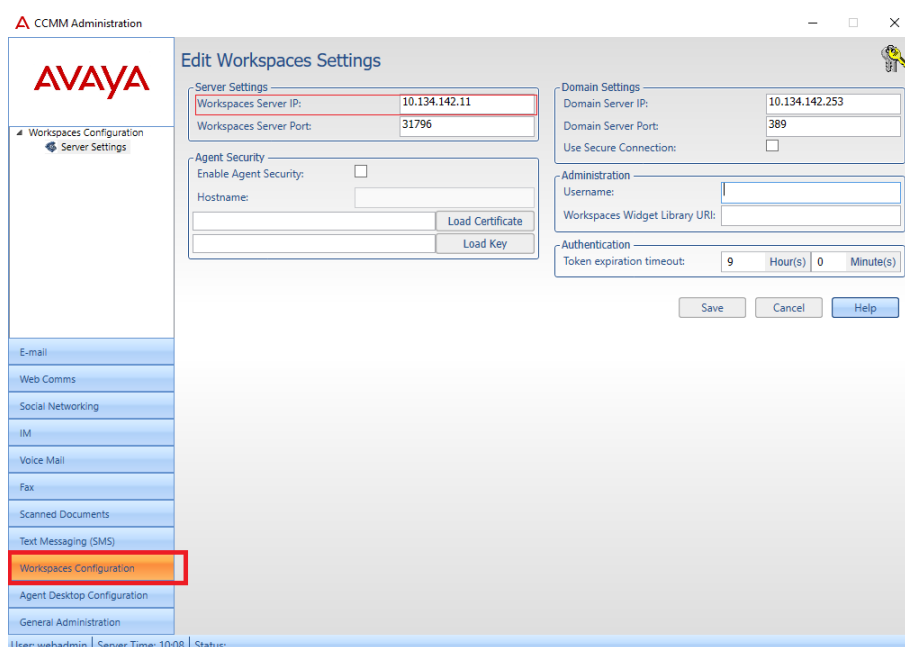 CCMM Administration
AVAYA
Workspaces Configuration
Server Settings
E-mail
Web Comms
Social Networking
IM
Voice Mail
Fax
Scanned Documents
Text Messaging (SMS)
Workspaces Configuration
Agent Desktop Configuration
General Administration
Edit Workspaces Settings
Server Settings
Workspaces Server IP: 10.134.142.11
Workspaces Server Port: 31796
Agent Security
Enable Agent Security:
Hostname:
Load Certificate
Load Key
Domain Settings
Domain Server IP: 10.134.142.253
Domain Server Port: 389
Use Secure Connection:
Administration
Username:
Workspaces Widget Library URI:
Authentication
Token expiration timeout: 9 Hour(s) 0 Minute(s)
Save Cancel Help
User: webadmin Server Time: 10:08 Status: